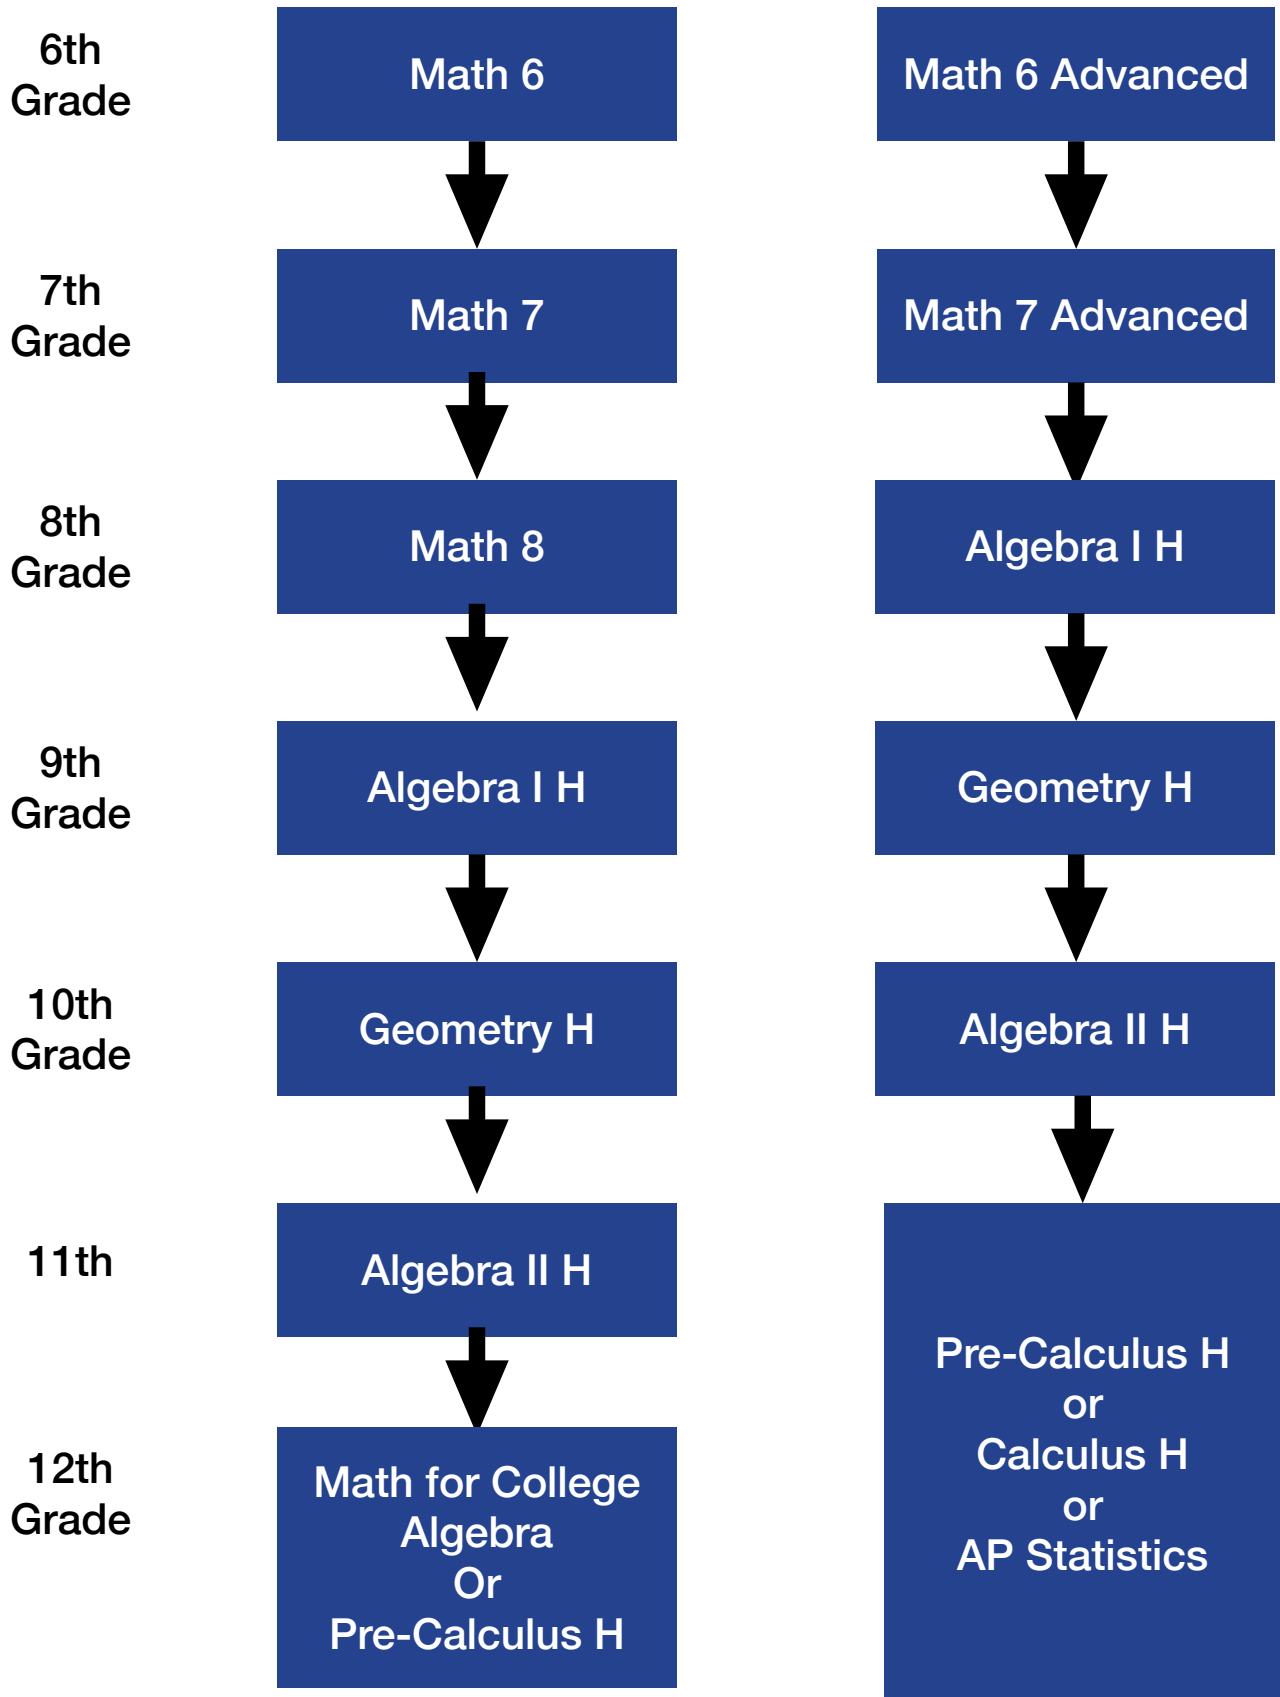 6th
Grade
Math 6
Math 6 Advanced
7th
Grade
Math 7
Math 7 Advanced
8th
Grade
Math 8
Algebra I H
9th
Grade
Algebra I H
Geometry H
10th
Grade
Geometry H
Algebra II H
11th
Algebra II H
Pre-Calculus H
or
Calculus H
or
AP Statistics
12th
Grade
Math for College
Algebra
Or
Pre-Calculus H